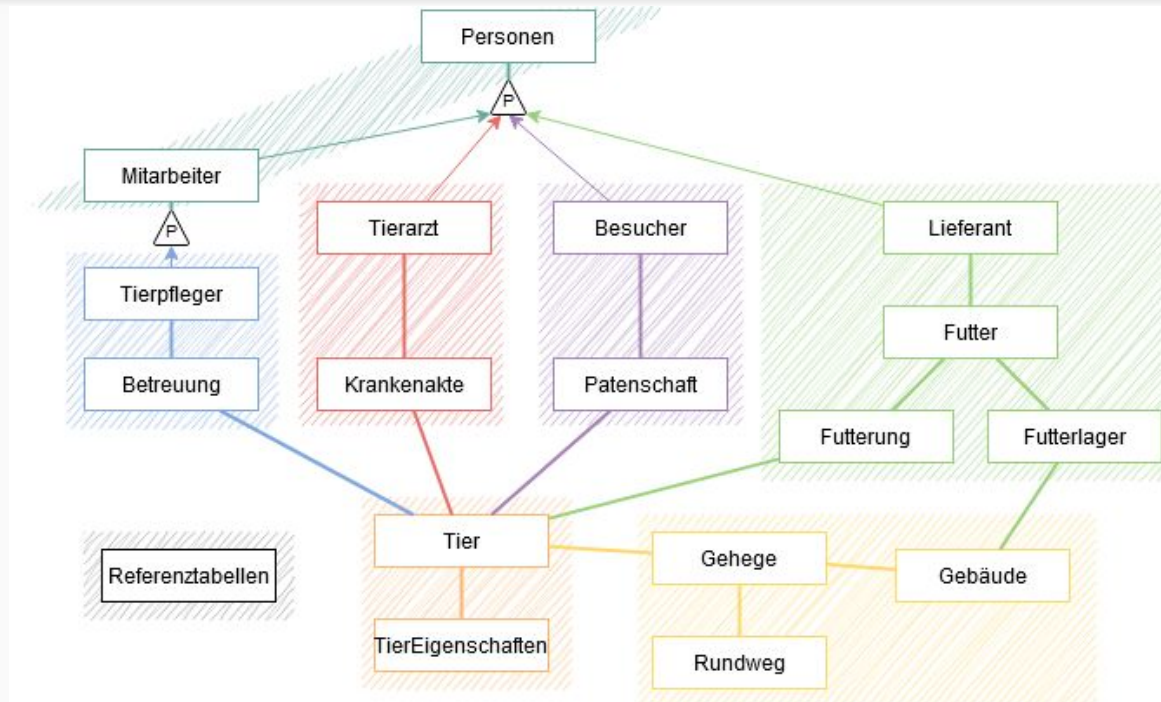 Personen
P
Mitarbeiter
P
Tierarzt
Besucher
Lieferant
Tierpfleger
Futter
Betreuung
Krankenakte
Patenschaft
Futterung
Futterlager
Tier
Gehege
Gebäude
Referenztabellen
TierEigenschaften
Rundweg